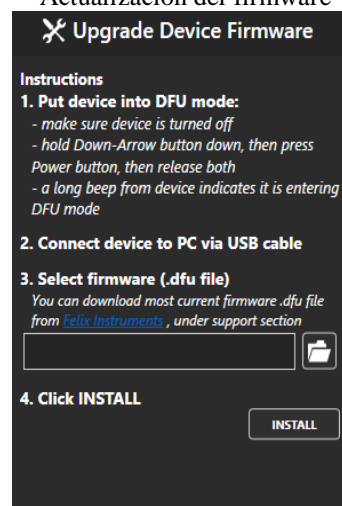 Actualización del firmware
Upgrade Device Firmware
Instructions
1. Put device into DFU mode:
- make sure device is turned off
- hold Down-Arrow button down, then press
Power button, then release both
- a long beep from device indicates it is entering
DFU mode
2. Connect device to PC via USB cable
3. Select firmware (.dfu file)
You can download most current firmware .dfu file
from Felix Instruments , under support section
4. Click INSTALL
INSTALL